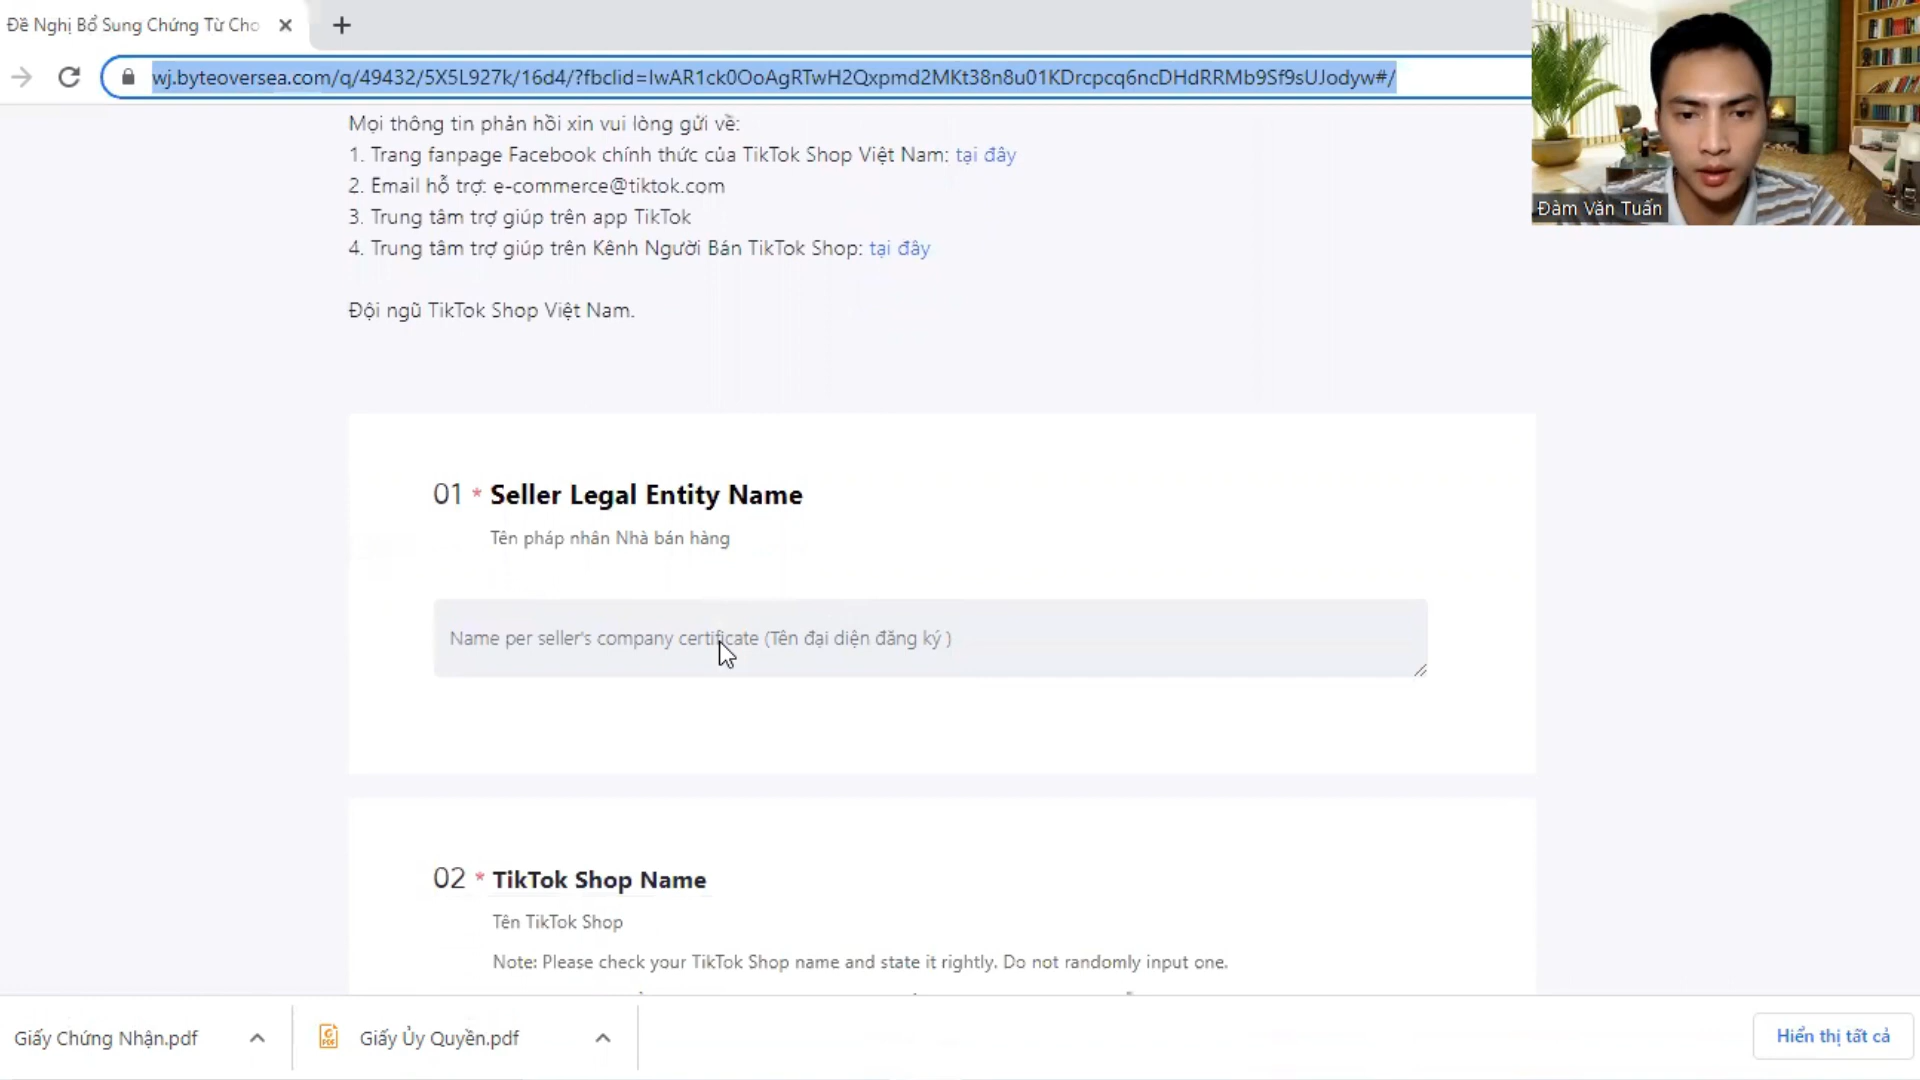 Đề Nghị Bổ Sung Chứng Từ Cho
wj.byteoversea.com/q/49432/5X5L927k/16d4/?fbclid=IwAR1ck0OoAgRTwH2Qxpmd2MKt38n8u01KDrcpcq6ncDHdRRMb9Sf9sUJodyw#/
Đàm Văn Tuấn
Mọi thông tin phản hồi xin vui lòng gửi về:
1. Trang fanpage Facebook chính thức của TikTok Shop Việt Nam: tại đây
2. Email hỗ trợ: e-commerce@tiktok.com
3. Trung tâm trợ giúp trên app TikTok
4. Trung tâm trợ giúp trên Kênh Người Bán TikTok Shop: tại đây
Đội ngũ TikTok Shop Việt Nam.
01 * Seller Legal Entity Name
Tên pháp nhân Nhà bán hàng
Name per seller's company certificate (Tên đại diện đăng ký )
02 * TikTok Shop Name
Tên TikTok Shop
Note: Please check your TikTok Shop name and state it rightly. Do not randomly input one.
Giấy Chứng Nhận.pdf
Giấy Ủy Quyền.pdf
Hiển thị tất cả